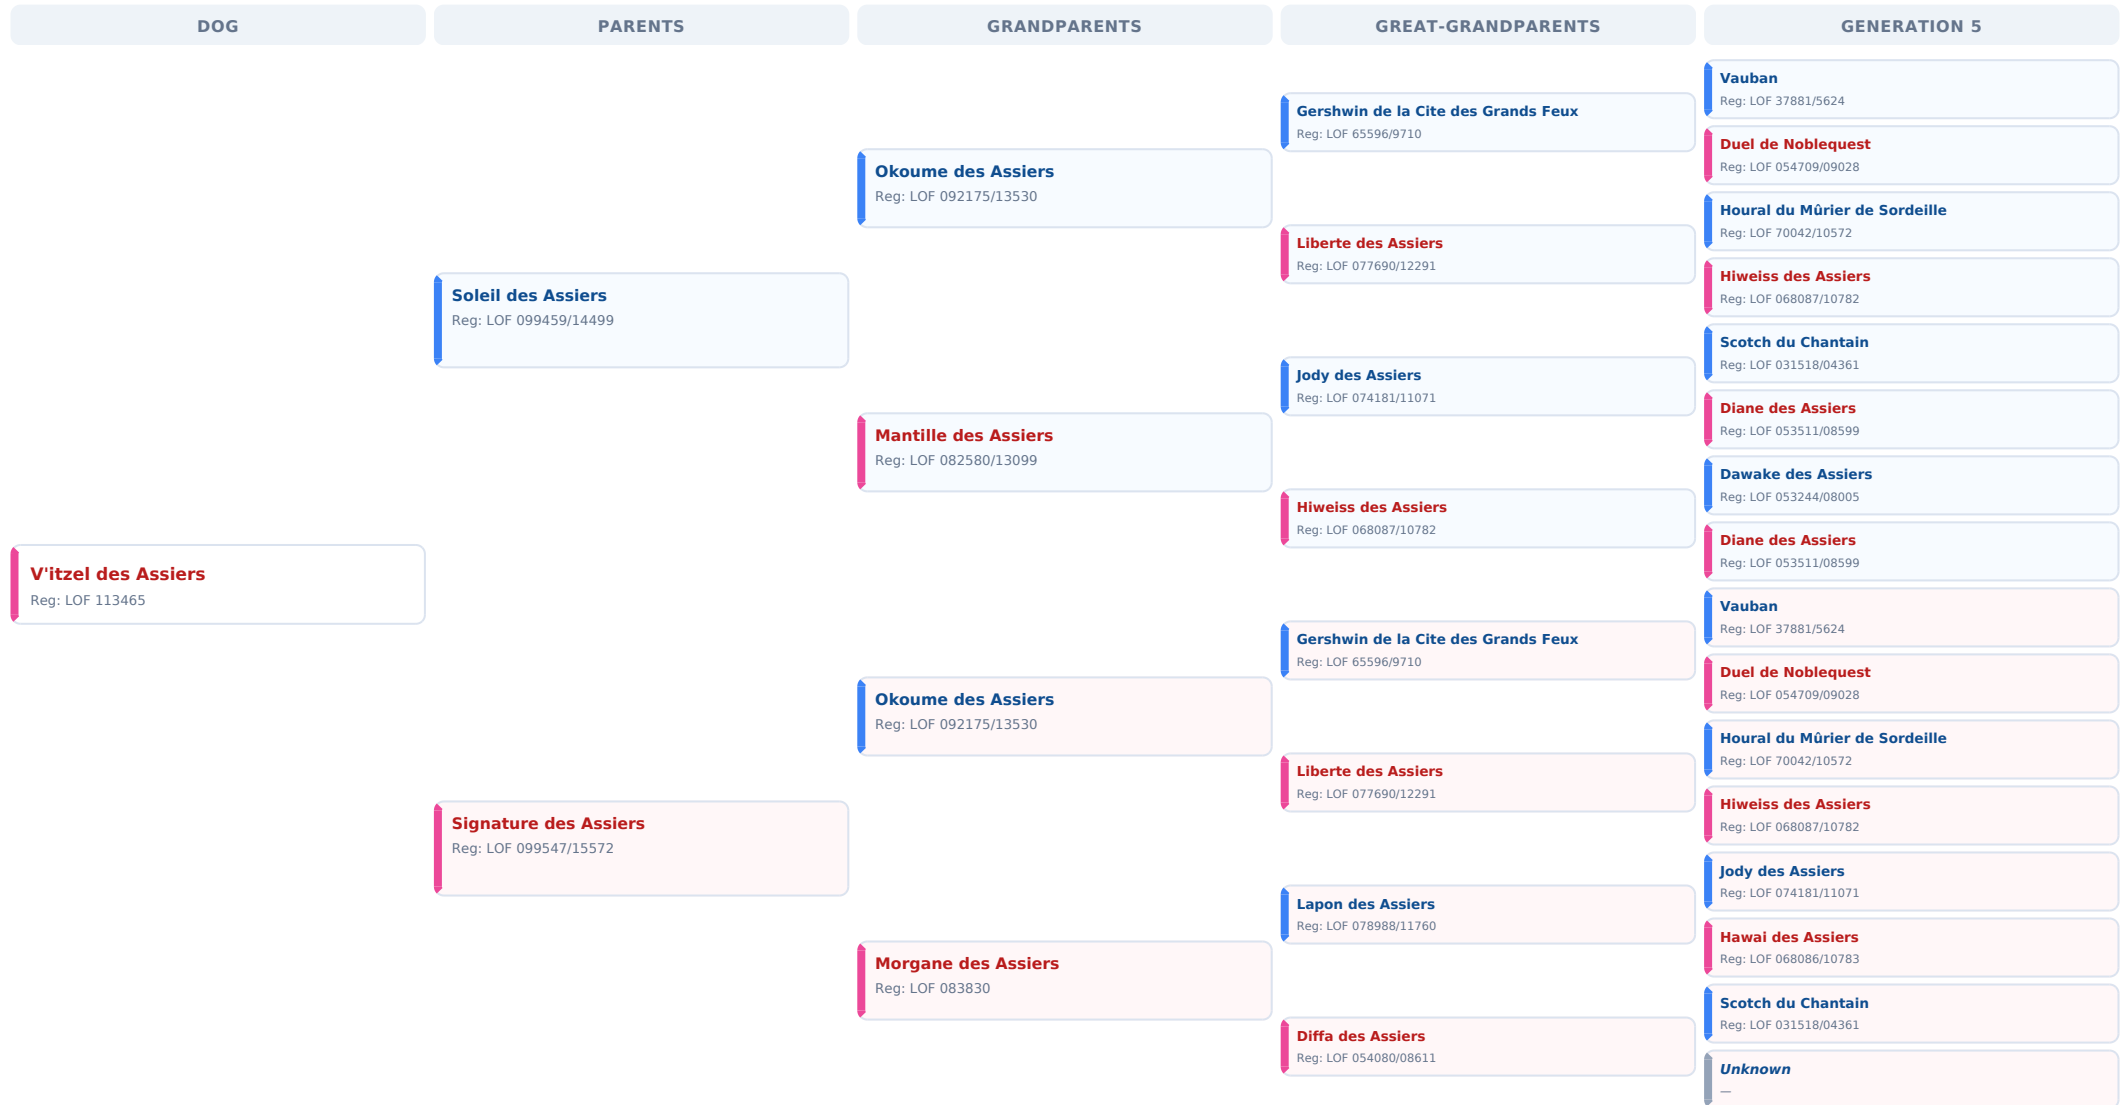 DOG
PARENTS
GRANDPARENTS
GREAT-GRANDPARENTS
GENERATION 5
V'itzel des Assiers
Reg: LOF 113465
Soleil des Assiers
Reg: LOF 099459/14499
Signature des Assiers
Reg: LOF 099547/15572
Okoume des Assiers
Reg: LOF 092175/13530
Mantille des Assiers
Reg: LOF 082580/13099
Okoume des Assiers
Reg: LOF 092175/13530
Morgane des Assiers
Reg: LOF 083830
Gershwin de la Cite des Grands Feux
Reg: LOF 65596/9710
Liberte des Assiers
Reg: LOF 077690/12291
Jody des Assiers
Reg: LOF 074181/11071
Hiweiss des Assiers
Reg: LOF 068087/10782
Gershwin de la Cite des Grands Feux
Reg: LOF 65596/9710
Liberte des Assiers
Reg: LOF 077690/12291
Lapon des Assiers
Reg: LOF 078988/11760
Diffa des Assiers
Reg: LOF 054080/08611
Vauban
Reg: LOF 37881/5624
Duel de Noblequest
Reg: LOF 054709/09028
Houral du Mûrier de Sordeille
Reg: LOF 70042/10572
Hiweiss des Assiers
Reg: LOF 068087/10782
Scotch du Chantain
Reg: LOF 031518/04361
Diane des Assiers
Reg: LOF 053511/08599
Dawake des Assiers
Reg: LOF 053244/08005
Diane des Assiers
Reg: LOF 053511/08599
Vauban
Reg: LOF 37881/5624
Duel de Noblequest
Reg: LOF 054709/09028
Houral du Mûrier de Sordeille
Reg: LOF 70042/10572
Hiweiss des Assiers
Reg: LOF 068087/10782
Jody des Assiers
Reg: LOF 074181/11071
Hawai des Assiers
Reg: LOF 068086/10783
Scotch du Chantain
Reg: LOF 031518/04361
Unknown
—